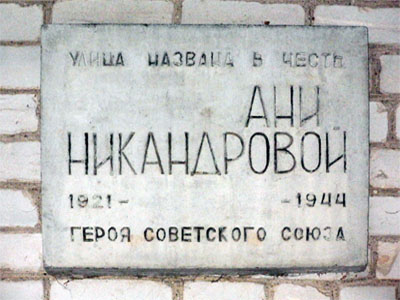 УЛИЦА НАЗВАНА В ЧЕСТЬ
АНИ
НИКАНДРОВОЙ
1921- -1944
ГЕРОЯ СОВЕТСКОГО СОЮЗА